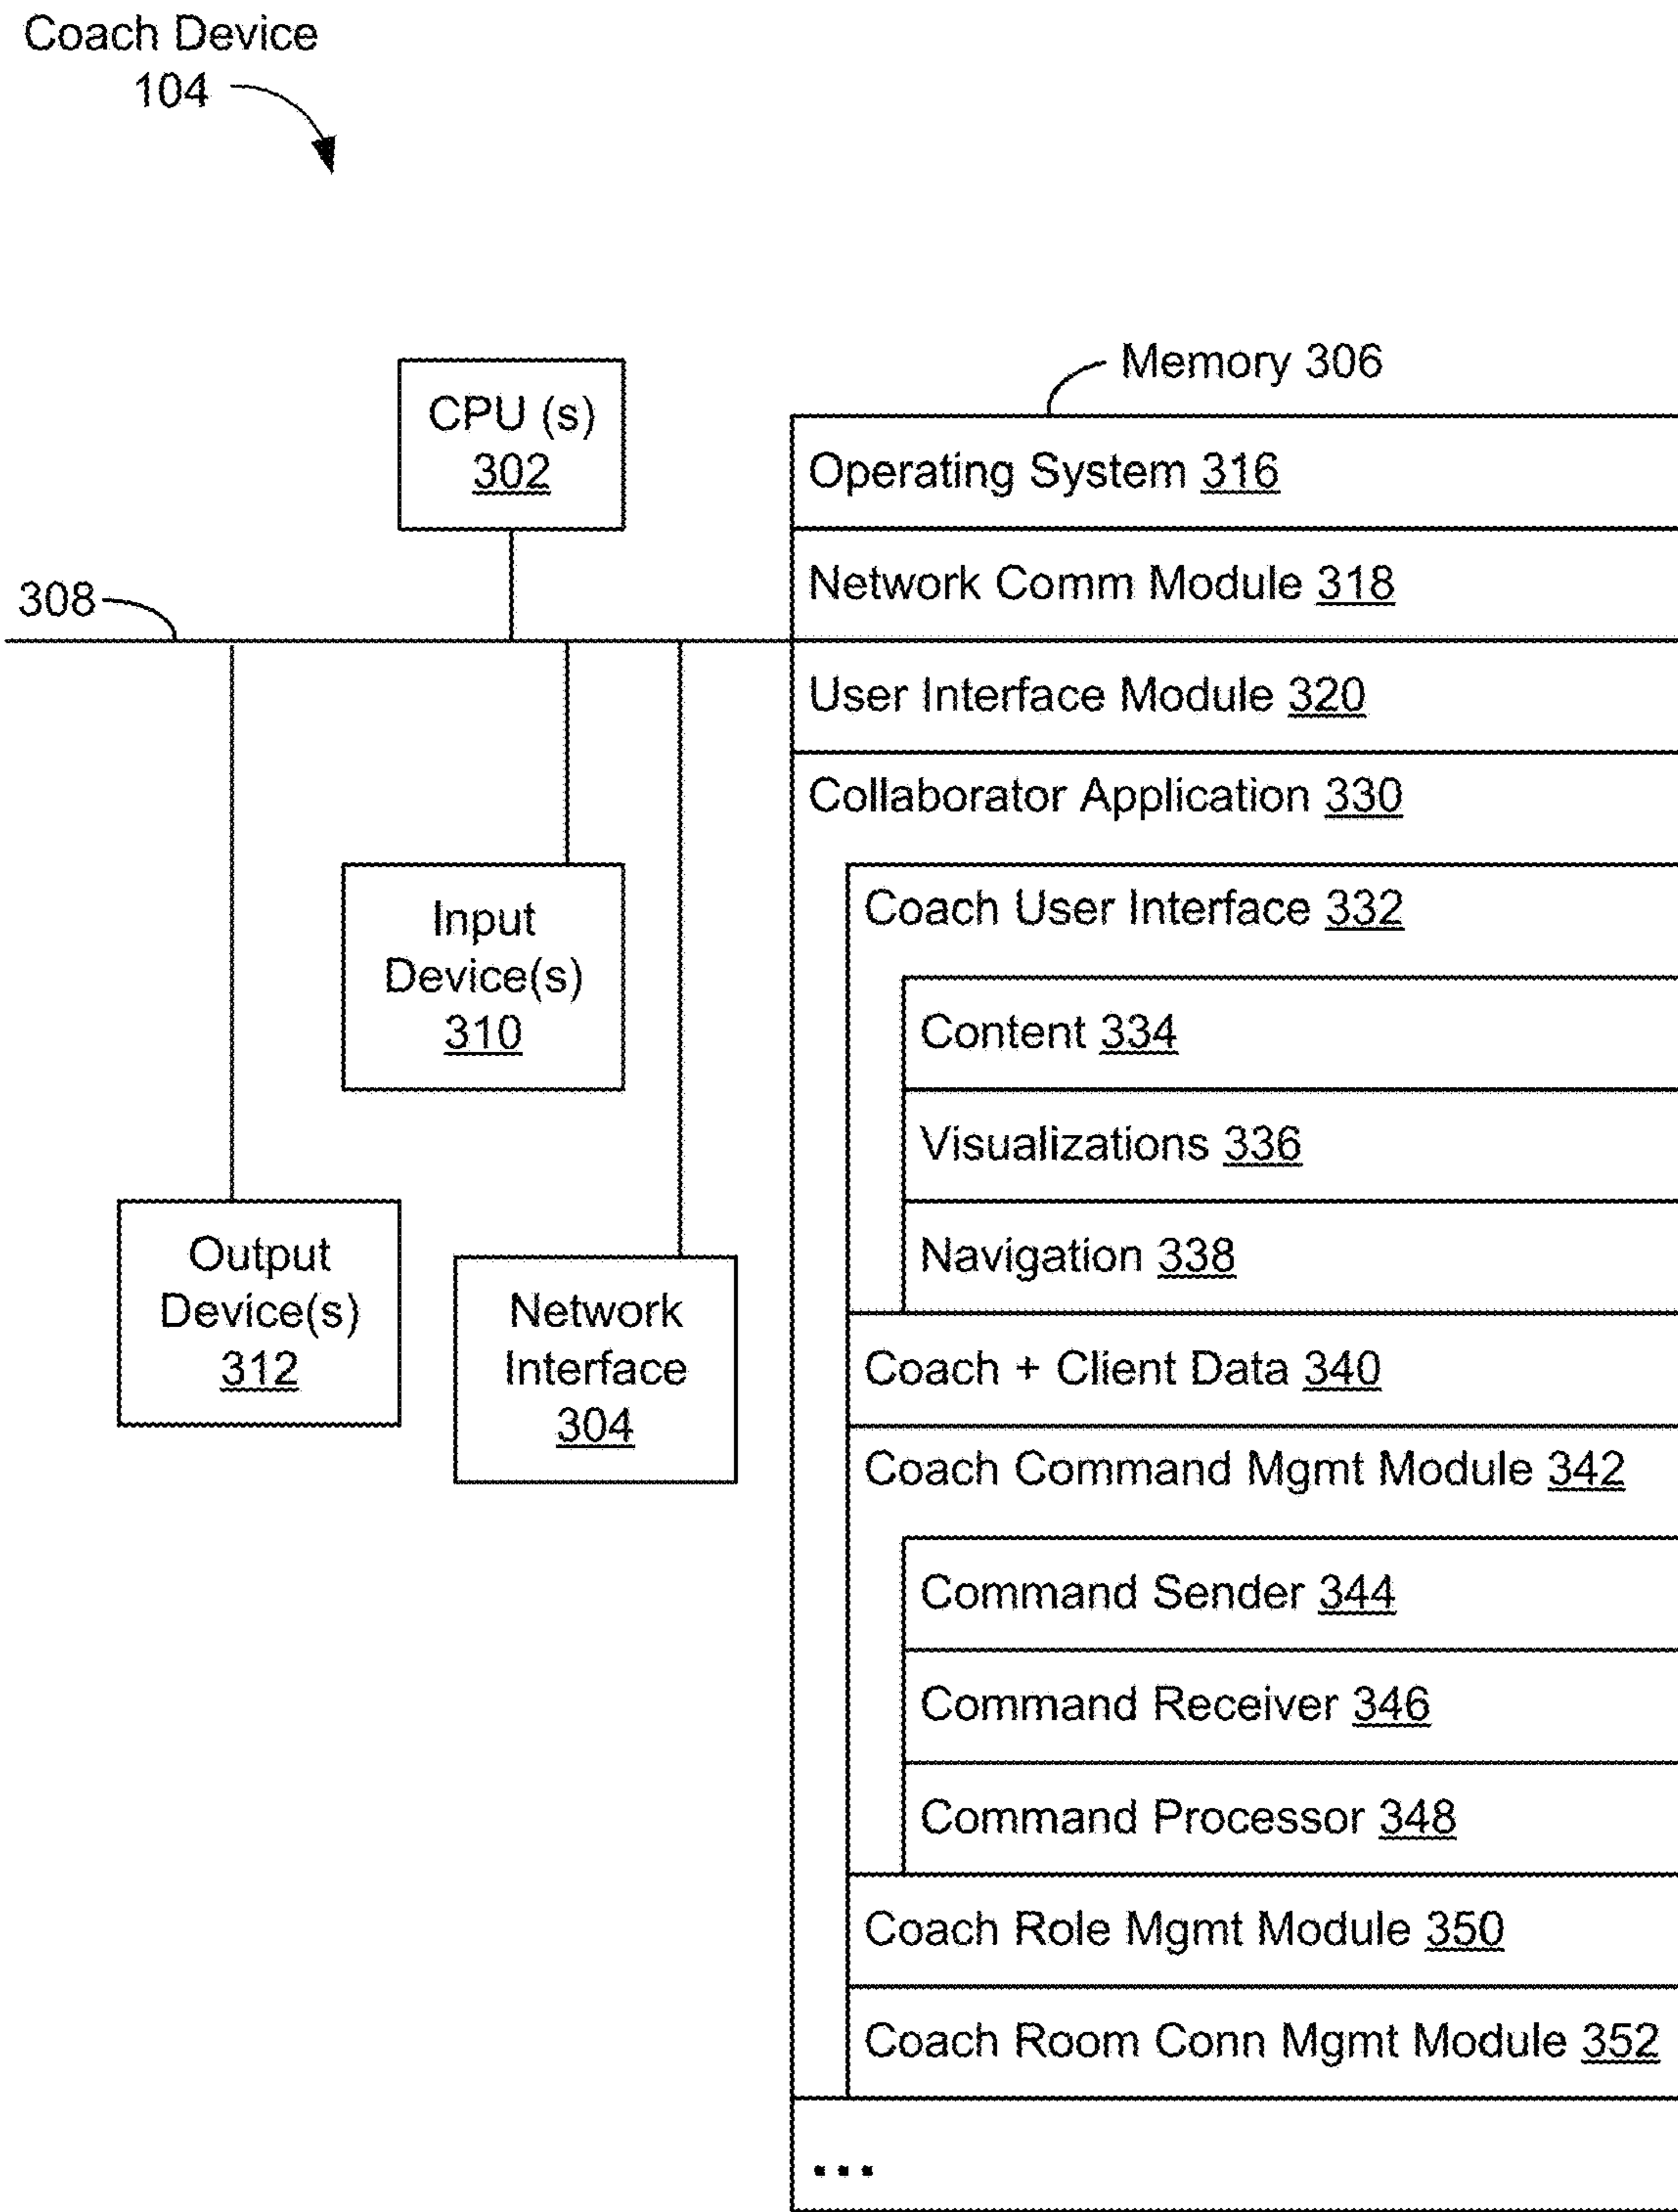 Coach Device
104
Memory 306
CPU (s)
302
308
Input
Device(s)
310
Output
Device(s)
312
Network
Interface
304
Operating System 316
Network Comm Module 318
User Interface Module 320
Collaborator Application 330
Coach User Interface 332
Content 334
Visualizations 336
Navigation 338
Coach + Client Data 340
Coach Command Mgmt Module 342
Command Sender 344
Command Receiver 346
Command Processor 348
Coach Role Mgmt Module 350
Coach Room Conn Mgmt Module 352
...